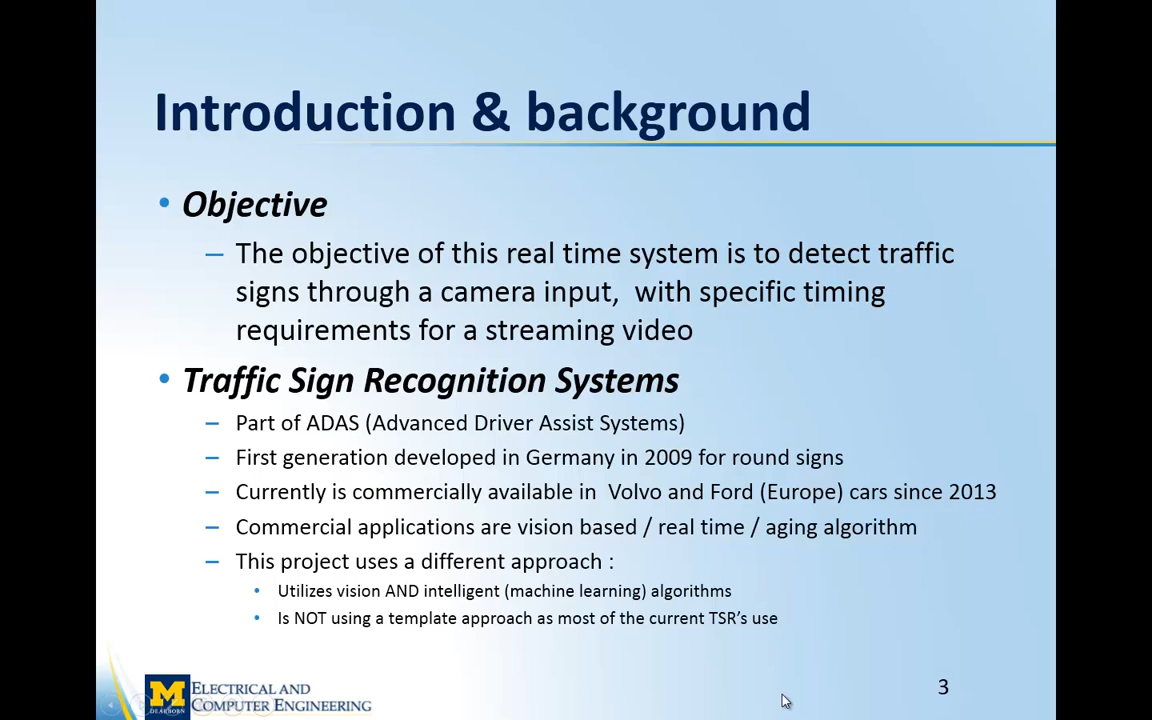 Introduction & background
• Objective
– The objective of this real time system is to detect traffic
signs through a camera input,  with specific timing
requirements for a streaming video
• Traffic Sign Recognition Systems
– Part of ADAS (Advanced Driver Assist Systems)
– First generation developed in Germany in 2009 for round signs
– Currently is commercially available in  Volvo and Ford (Europe) cars since 2013
– Commercial applications are vision based / real time / aging algorithm
– This project uses a different approach :
• Utilizes vision AND intelligent (machine learning) algorithms
• Is NOT using a template approach as most of the current TSR's use
M
DEARBORN
ELECTRICAL AND
COMPUTER ENGINEERING
3